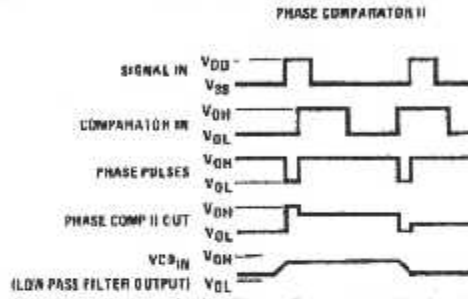 PHASE COMPARATOR II
SIGNAL IN
VDD
VSS
COMPARATOR IN
VOH
VOL
PHASE PULSES
VOH
VOL
PHASE COMP II OUT
VOH
VOL
VCOIN
(LOW PASS FILTER OUTPUT)
VOH
VOL